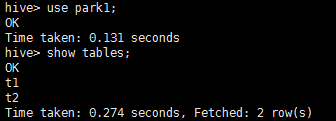 hive> use park1;
OK
Time taken: 0.131 seconds
hive> show tables;
OK
t1
t2
Time taken: 0.274 seconds, Fetched: 2 row(s)